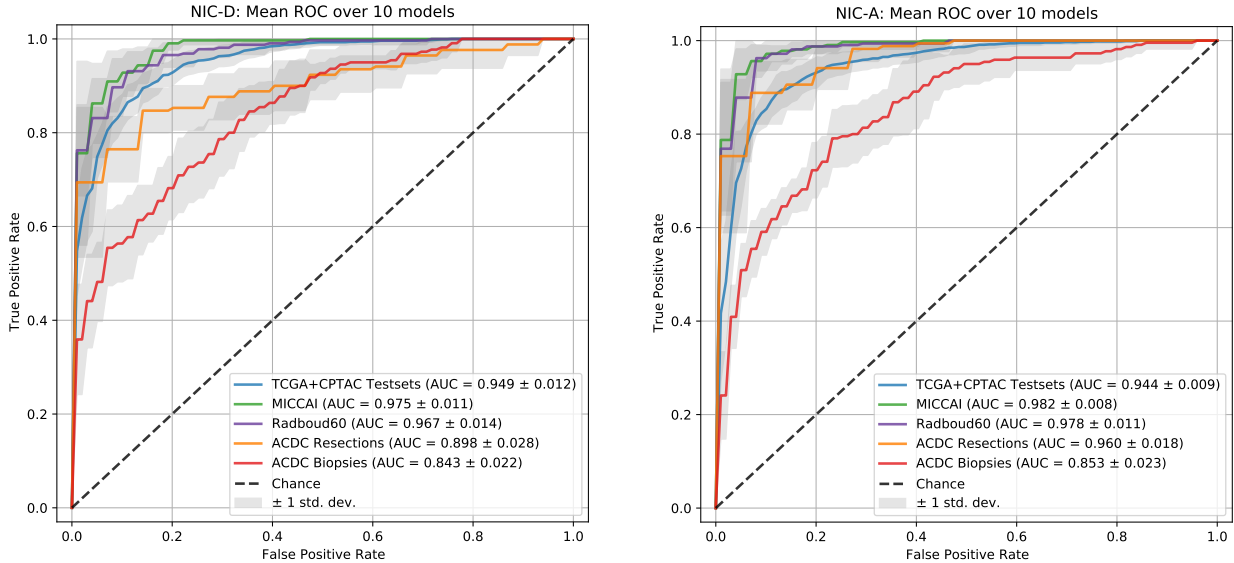 NIC-D: Mean ROC over 10 models
1.0
0.8
0.6
0.4
0.2
0.0
True Positive Rate
TCGA+CPTAC Testsets (AUC = 0.949 ± 0.012)
MICCAI (AUC = 0.975 ± 0.011)
Radboud60 (AUC = 0.967 ± 0.014)
ACDC Resections (AUC = 0.898 ± 0.028)
ACDC Biopsies (AUC = 0.843 ± 0.022)
Chance
± 1 std. dev.
0.0 0.2 0.4 0.6 0.8 1.0
False Positive Rate
NIC-A: Mean ROC over 10 models
1.0
0.8
0.6
0.4
0.2
0.0
True Positive Rate
TCGA+CPTAC Testsets (AUC = 0.944 ± 0.009)
MICCAI (AUC = 0.982 ± 0.008)
Radboud60 (AUC = 0.978 ± 0.011)
ACDC Resections (AUC = 0.960 ± 0.018)
ACDC Biopsies (AUC = 0.853 ± 0.023)
Chance
± 1 std. dev.
0.0 0.2 0.4 0.6 0.8 1.0
False Positive Rate